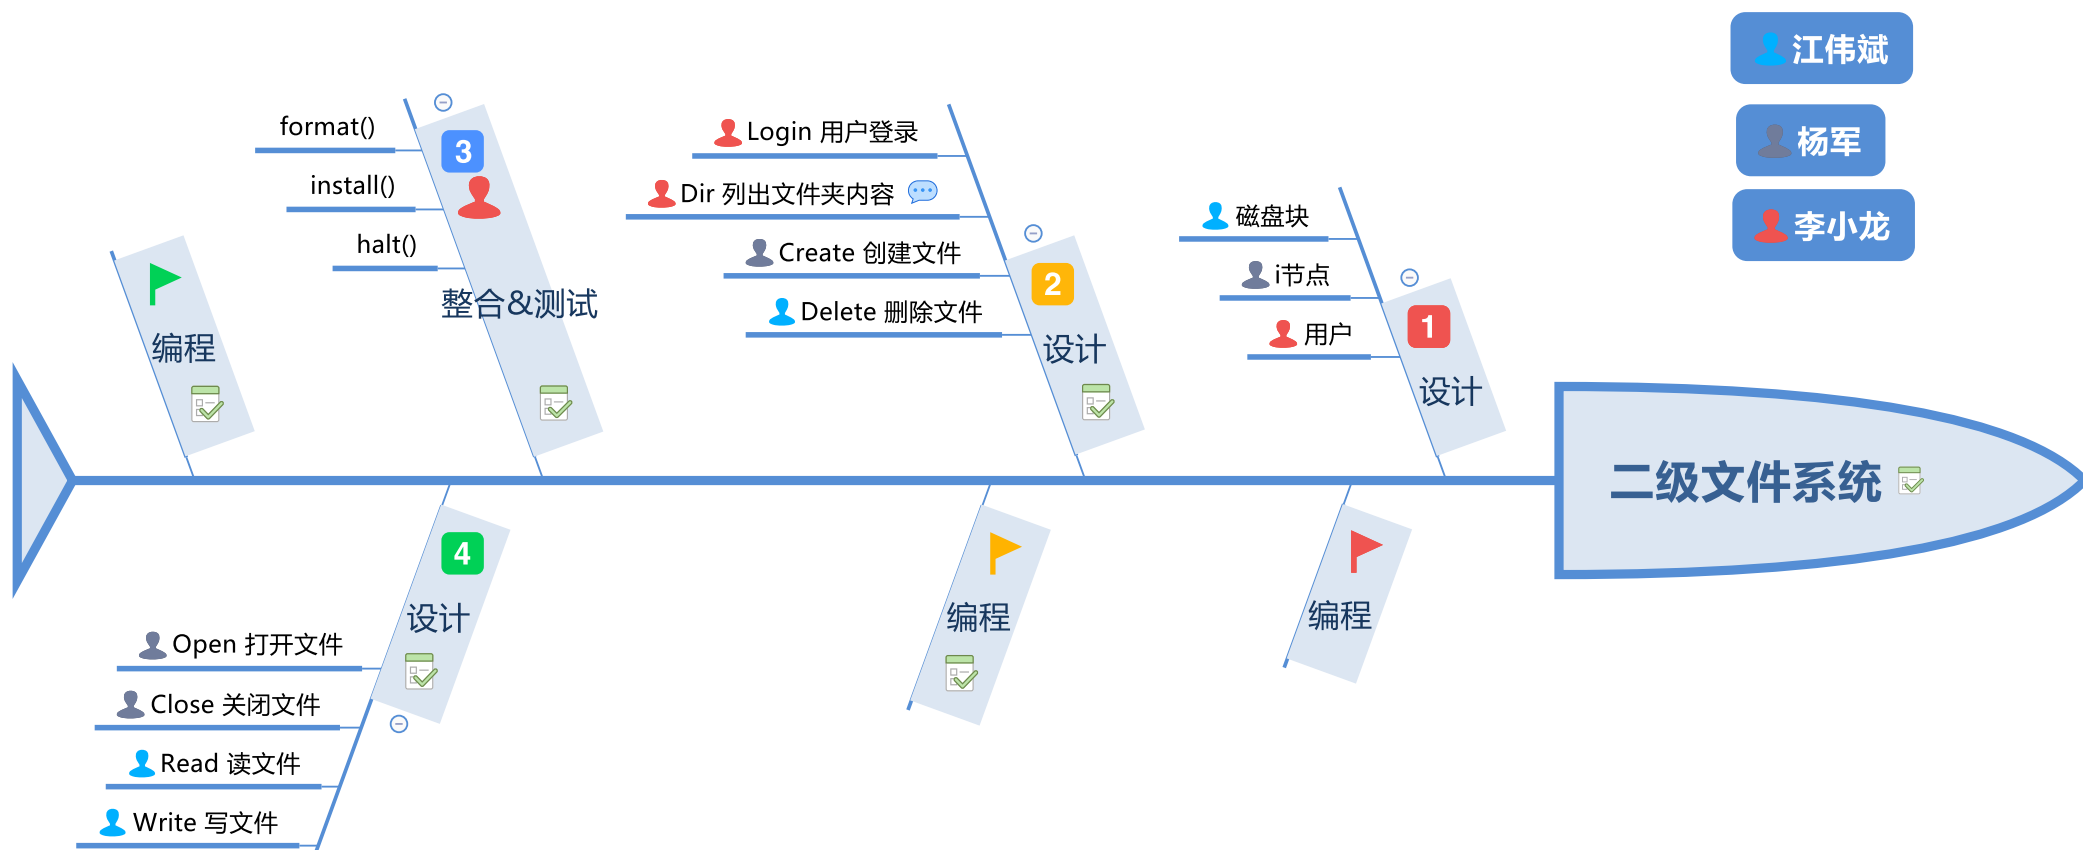 江伟斌
杨军
李小龙
format()
install()
halt()
3
整合&测试
Login 用户登录
Dir 列出文件夹内容
Create 创建文件
Delete 删除文件
2
设计
磁盘块
i节点
用户
1
设计
编程
二级文件系统
4
设计
Open 打开文件
Close 关闭文件
Read 读文件
Write 写文件
编程
编程